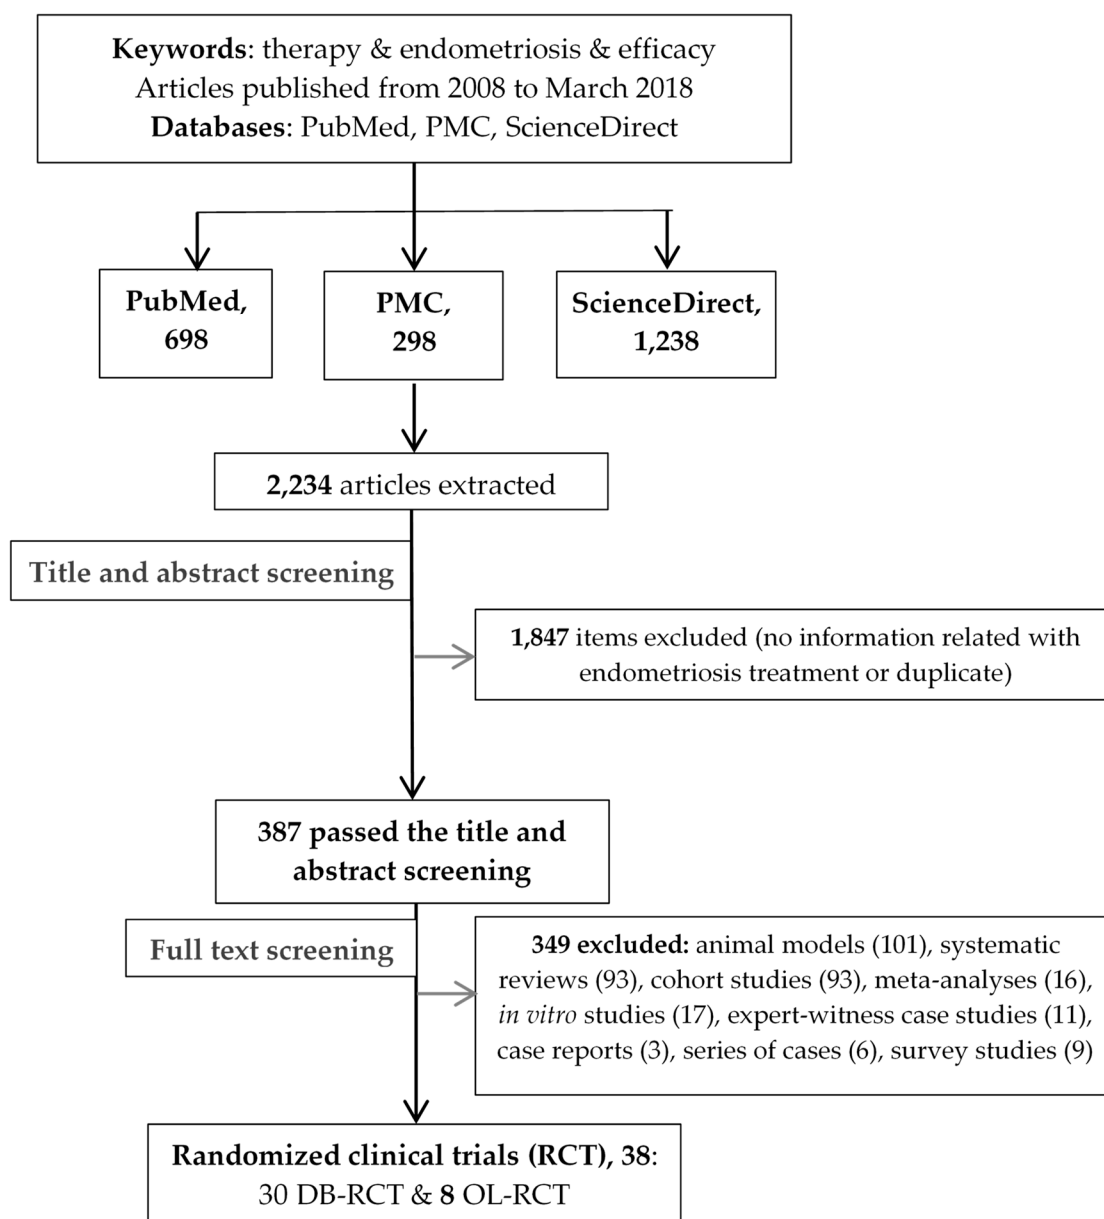 Keywords: therapy & endometriosis & efficacy
Articles published from 2008 to March 2018
Databases: PubMed, PMC, ScienceDirect
PubMed,
698
PMC,
298
ScienceDirect,
1,238
2,234 articles extracted
Title and abstract screening
1,847 items excluded (no information related with
endometriosis treatment or duplicate)
387 passed the title and
abstract screening
Full text screening
349 excluded: animal models (101), systematic
reviews (93), cohort studies (93), meta-analyses (16),
in vitro studies (17), expert-witness case studies (11),
case reports (3), series of cases (6), survey studies (9)
Randomized clinical trials (RCT), 38:
30 DB-RCT & 8 OL-RCT